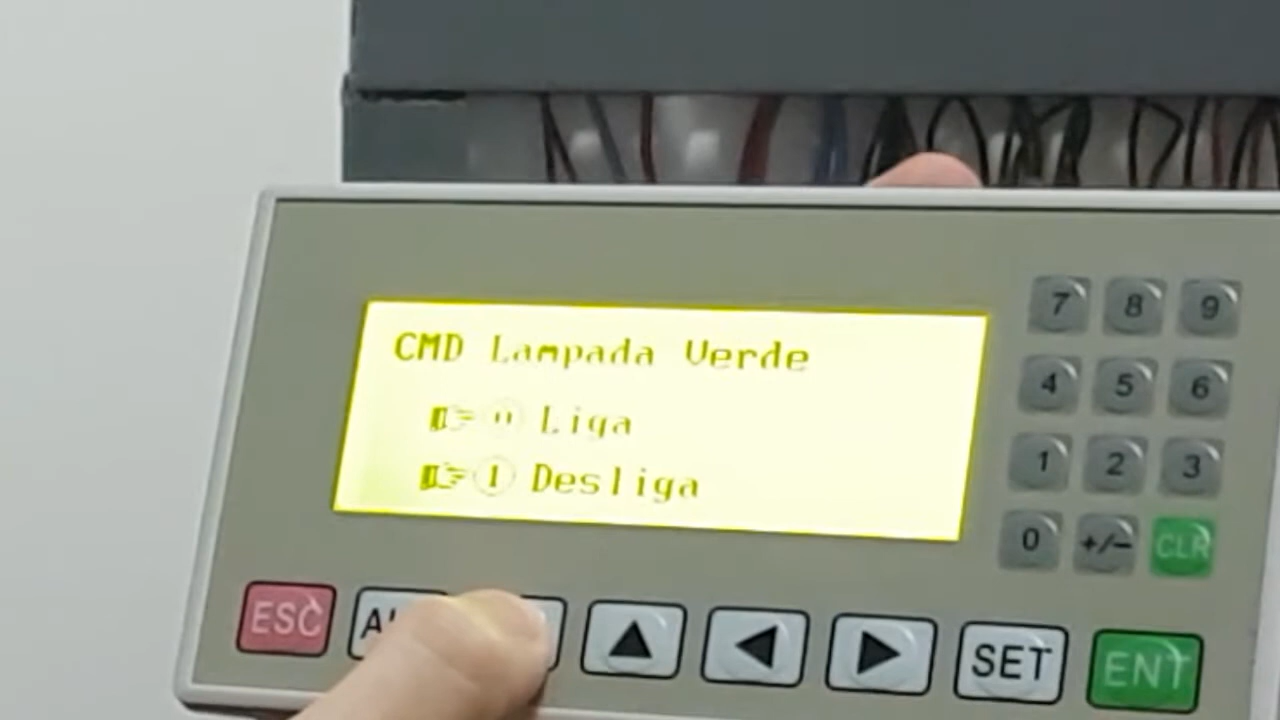 CMD Lampada Verde
Liga
1 Desliga
7 8 9
4 5 6
1 2 3
0 +/- CLR
ESC
SET ENT